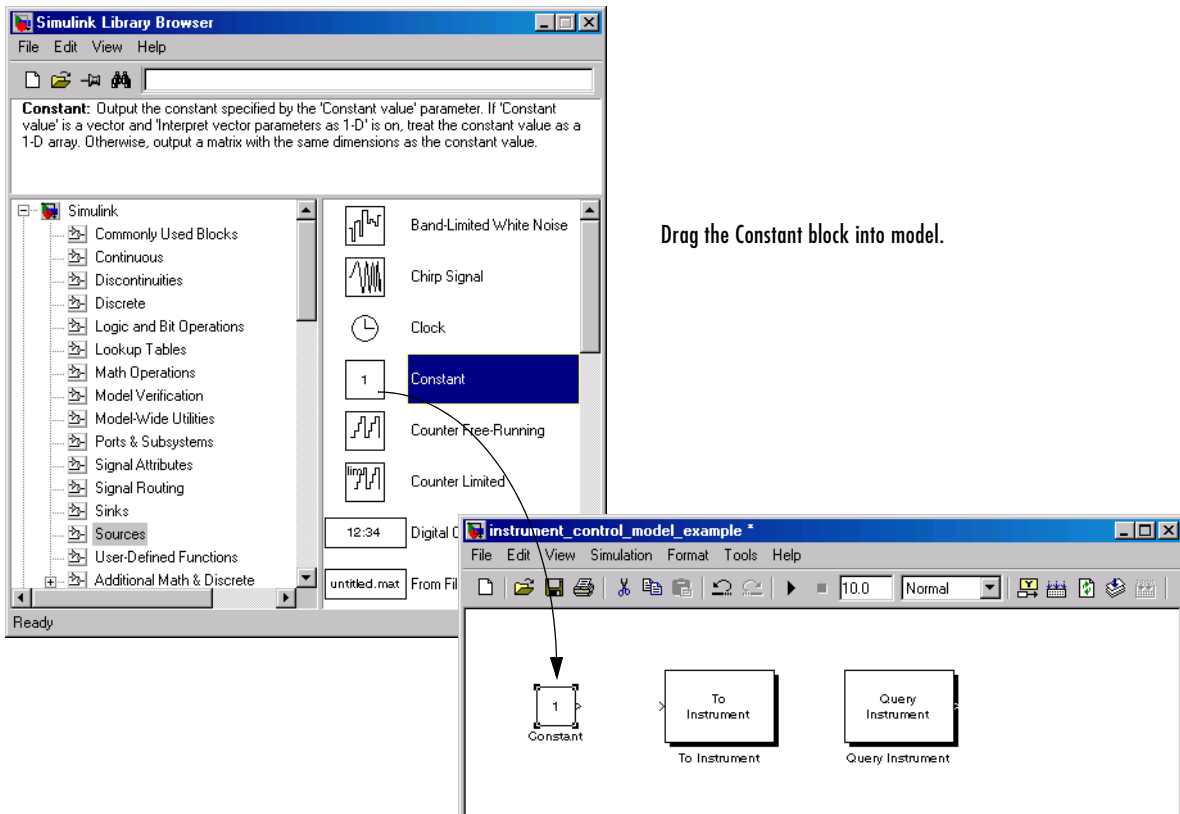 Simulink Library Browser
File Edit View Help
Constant: Output the constant specified by the 'Constant value' parameter. If 'Constant
value' is a vector and 'Interpret vector parameters as 1-D' is on, treat the constant value as a
1-D array. Otherwise, output a matrix with the same dimensions as the constant value.
Simulink
Commonly Used Blocks
Continuous
Discontinuities
Discrete
Logic and Bit Operations
Lookup Tables
Math Operations
Model Verification
Model-Wide Utilities
Ports & Subsystems
Signal Attributes
Signal Routing
Sinks
Sources
User-Defined Functions
Additional Math & Discrete
Band-Limited White Noise
Chirp Signal
Clock
1
Constant
Counter Free-Running
lim
Counter Limited
12:34
Digital C
untitled.mat
From Fil
Ready
Drag the Constant block into model.
instrument_control_model_example *
File Edit View Simulation Format Tools Help
10.0
Normal
1
Constant
To
Instrument
To Instrument
Query
Instrument
Query Instrument